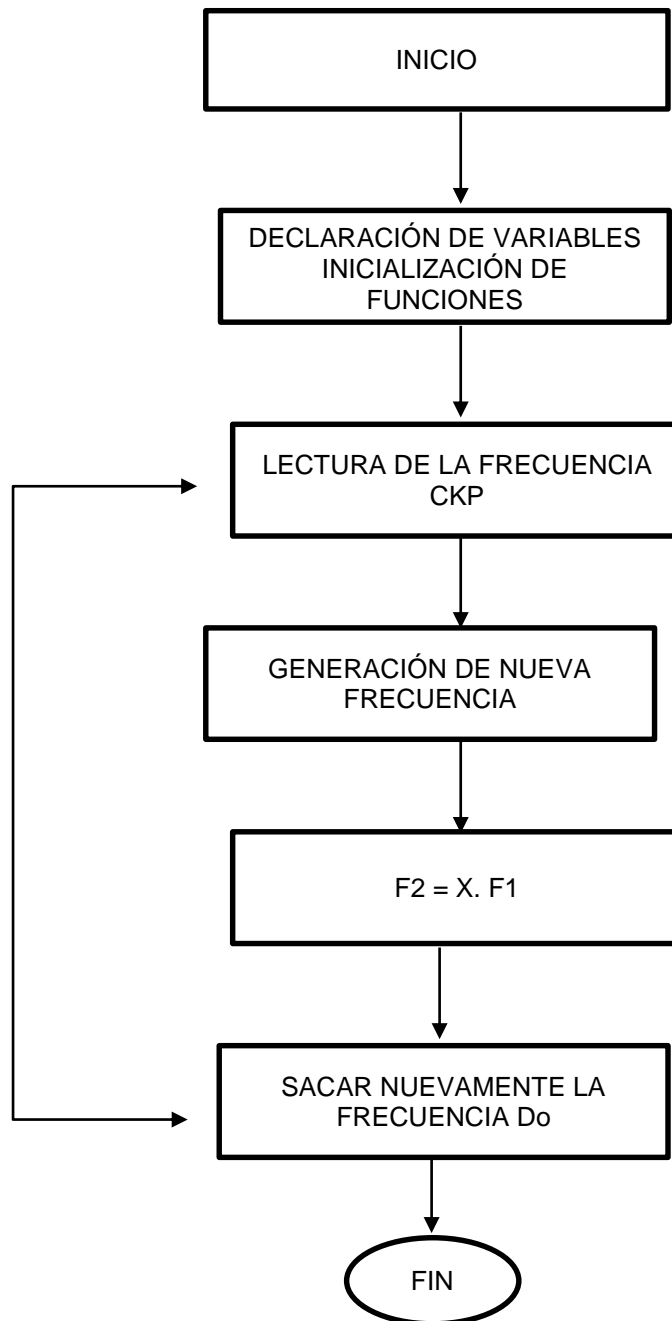 INICIO
DECLARACIÓN DE VARIABLES
INICIALIZACIÓN DE
FUNCIONES
LECTURA DE LA FRECUENCIA
CKP
GENERACIÓN DE NUEVA
FRECUENCIA
F2 = X. F1
SACAR NUEVAMENTE LA
FRECUENCIA Do
FIN